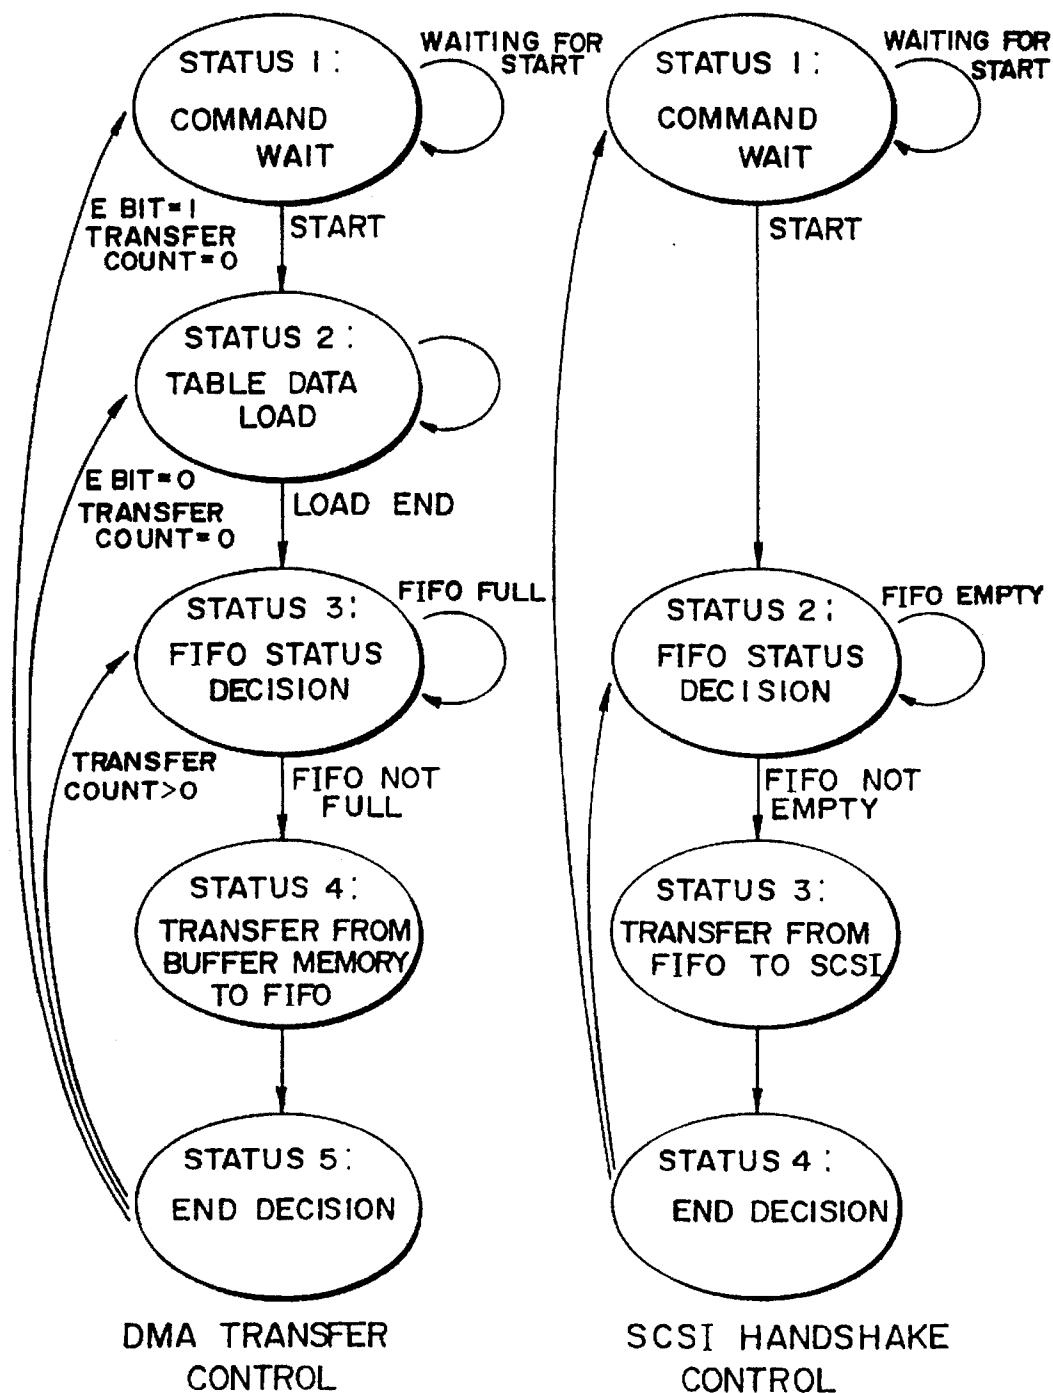 STATUS 1:
COMMAND
WAIT
WAITING FOR
START
E BIT=1
TRANSFER
COUNT=0
START
STATUS 2:
TABLE DATA
LOAD
E BIT=0
TRANSFER
COUNT=0
LOAD END
STATUS 3:
FIFO STATUS
DECISION
FIFO FULL
TRANSFER
COUNT>0
FIFO NOT
FULL
STATUS 4:
TRANSFER FROM
BUFFER MEMORY
TO FIFO
STATUS 5:
END DECISION
DMA TRANSFER
CONTROL
STATUS 1:
COMMAND
WAIT
WAITING FOR
START
START
STATUS 2:
FIFO STATUS
DECISION
FIFO EMPTY
FIFO NOT
EMPTY
STATUS 3:
TRANSFER FROM
FIFO TO SCSI
STATUS 4:
END DECISION
SCSI HANDSHAKE
CONTROL